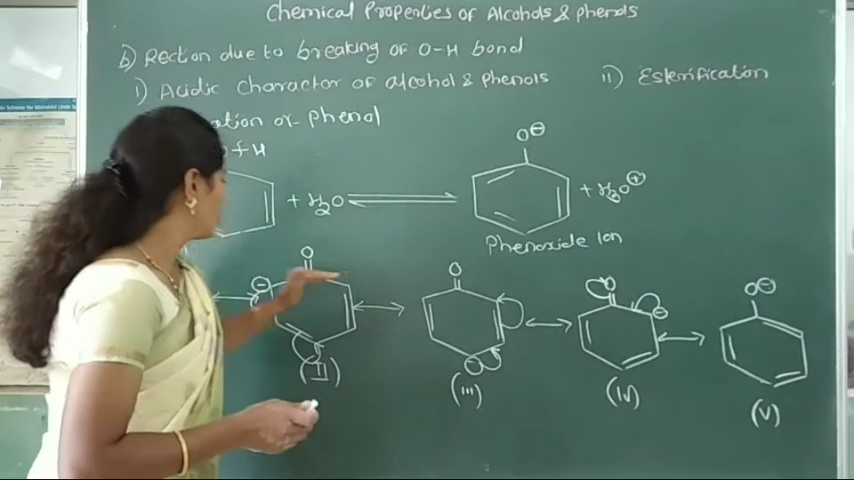 Chemical Properties of Alcohols & phenols
b) Rection due to breaking of O-H bond
i) Acidic Charactor of alcohol & phenols ii) Esterification
ation of phenol
O⊖
+ H2O ⇌ + H3O⊕
Phenoxide Ion
O O O O⊖
⊖ ⊖ ⊖
(II) (III) (IV) (V)